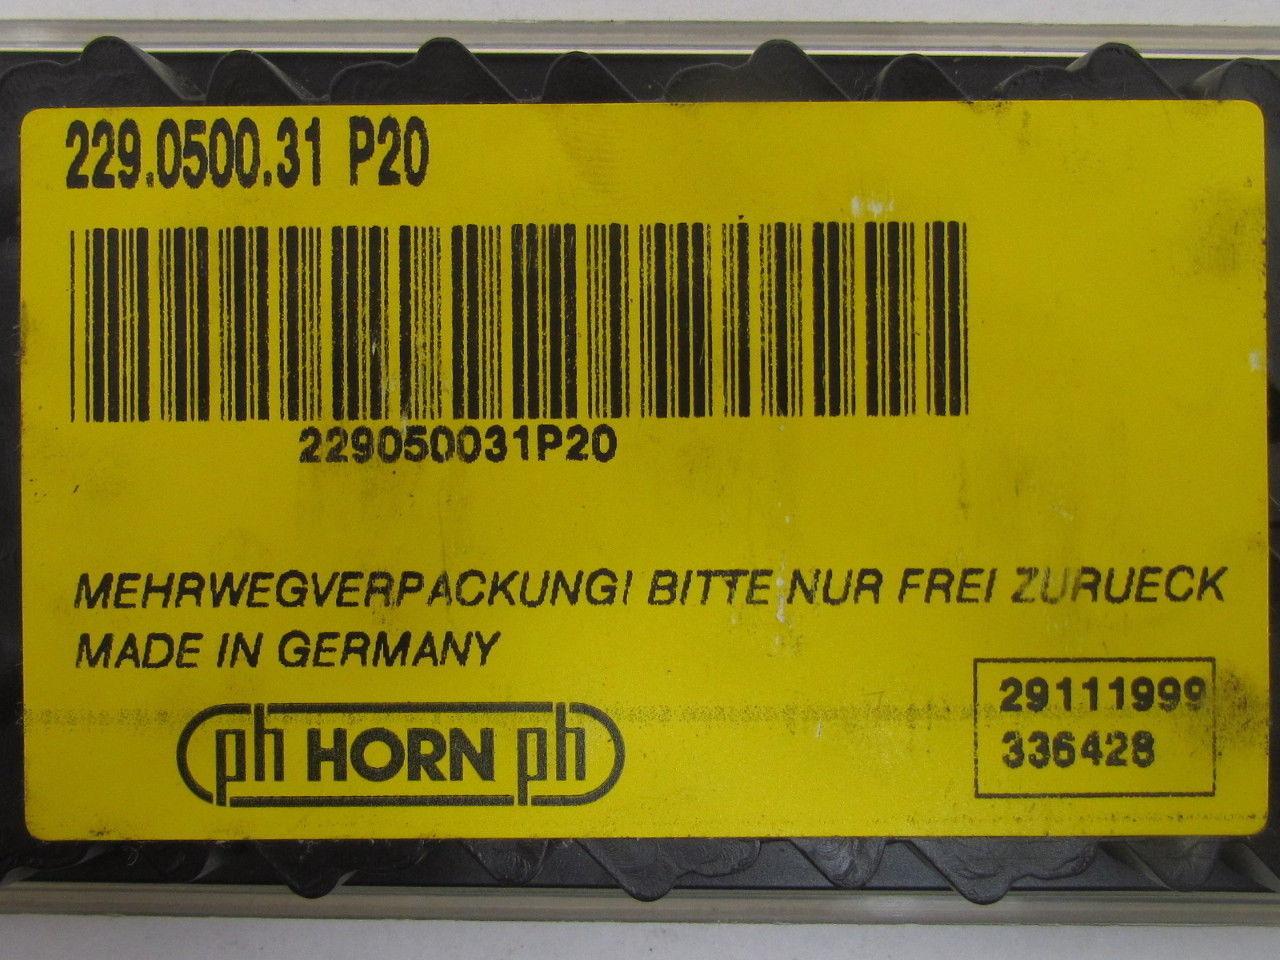 229.0500.31 P20
229050031P20
MEHRWEGVERPACKUNG! BITTE NUR FREI ZURUECK
MADE IN GERMANY
29111999
336428
ph HORN ph